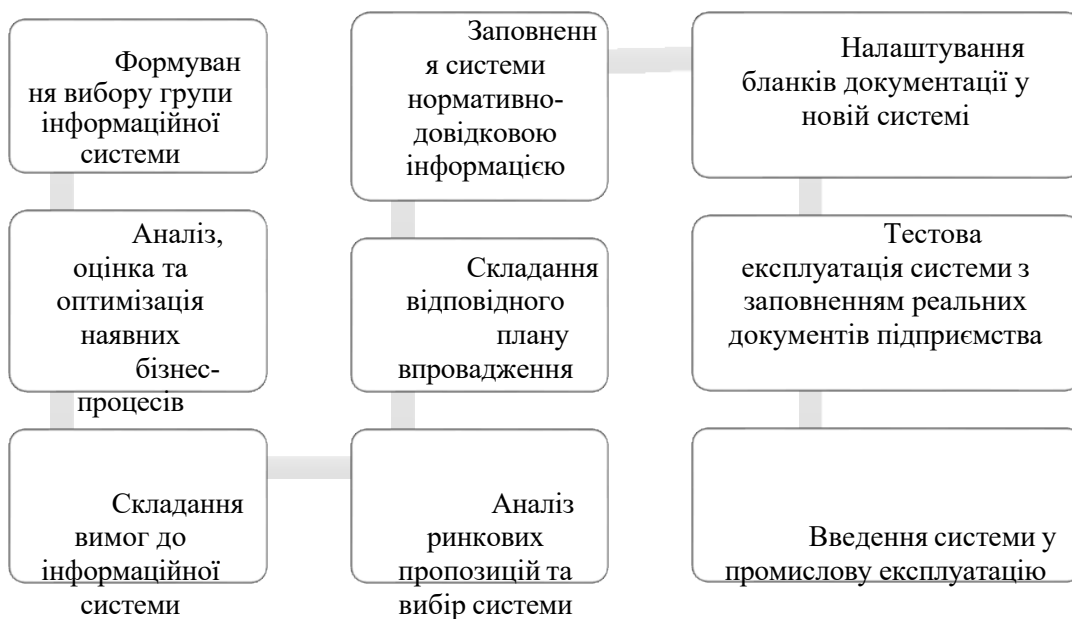 Формуван
ня вибору групи
інформаційної
системи
Аналіз,
оцінка та
оптимізація
наявних
бізнес-
процесів
Складання
вимог до
інформаційної
системи
Аналіз
ринкових
пропозицій та
вибір системи
Складання
відповідного
плану
впровадження
Заповненн
я системи
нормативно-
довідковою
інформацією
Налаштування
бланків документації у
новій системі
Тестова
експлуатація системи з
заповненням реальних
документів підприємства
Введення системи у
промислову експлуатацію